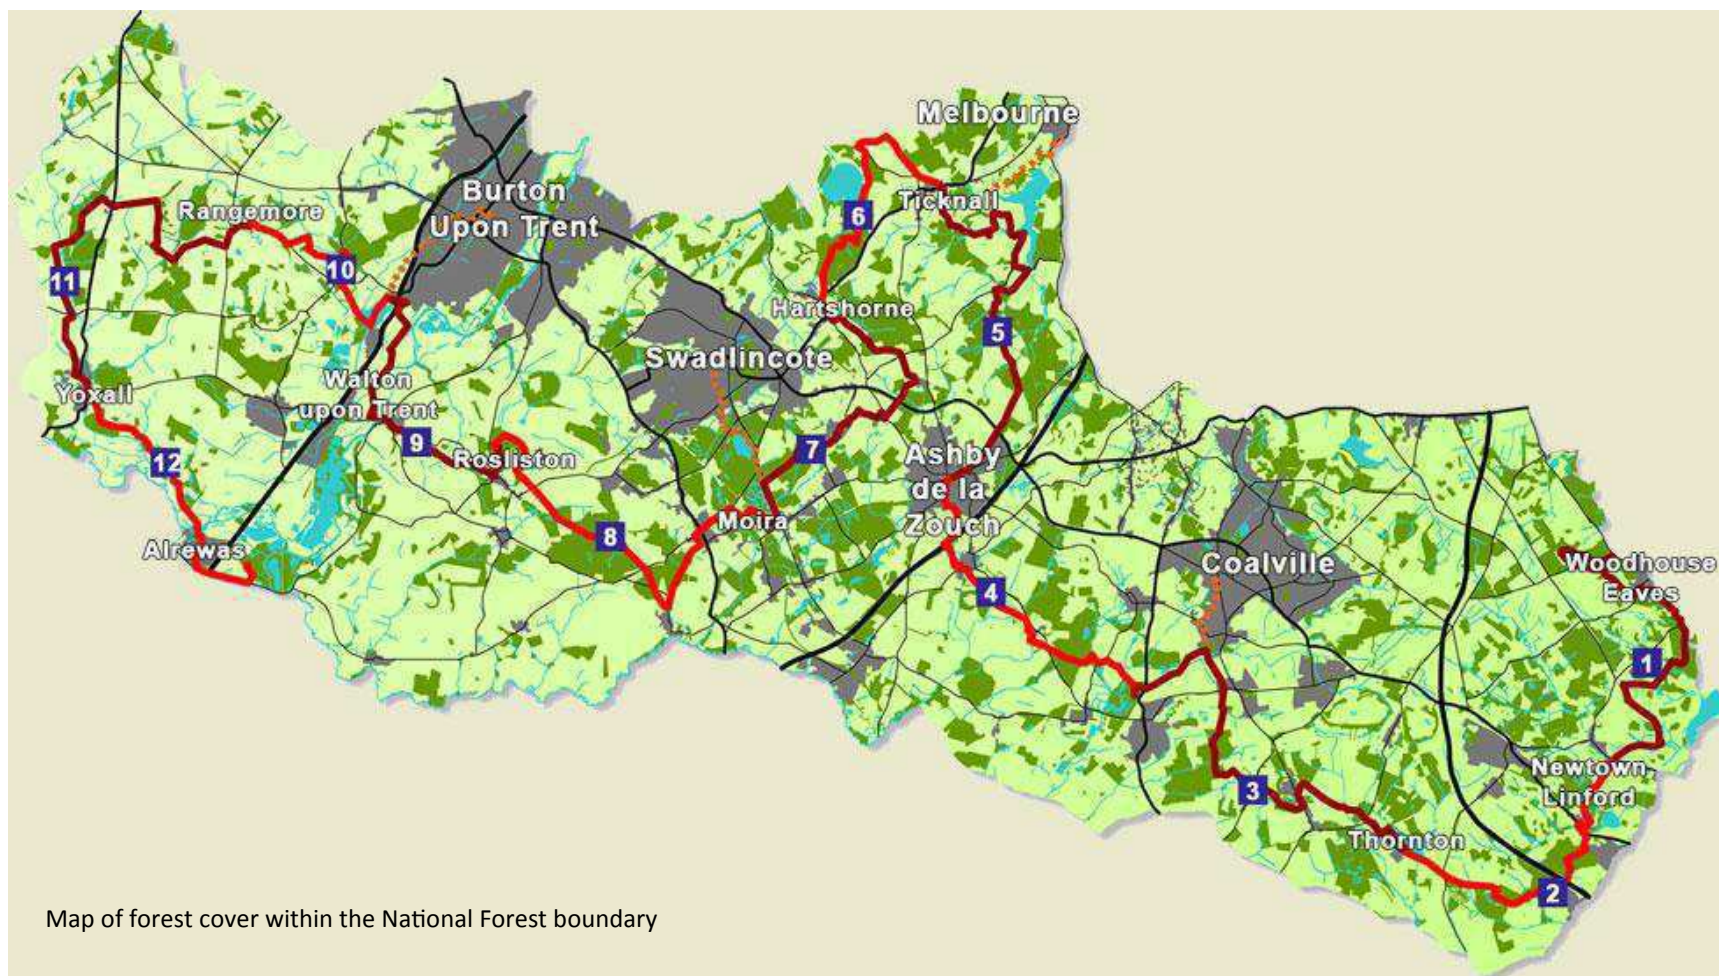 Melbourne
Burton
Upon Trent
Rangemore
Ticknall
6
10
11
Hartshorne
5
Swadlincote
Walton
upon Trent
Yoxall
9
7
Rosliston
12
Ashby
de la
Zouch
Moira
8
Alrewas
Coalville
Woodhouse
Eaves
4
1
Newtown
Linford
3
Thornton
2
Map of forest cover within the National Forest boundary